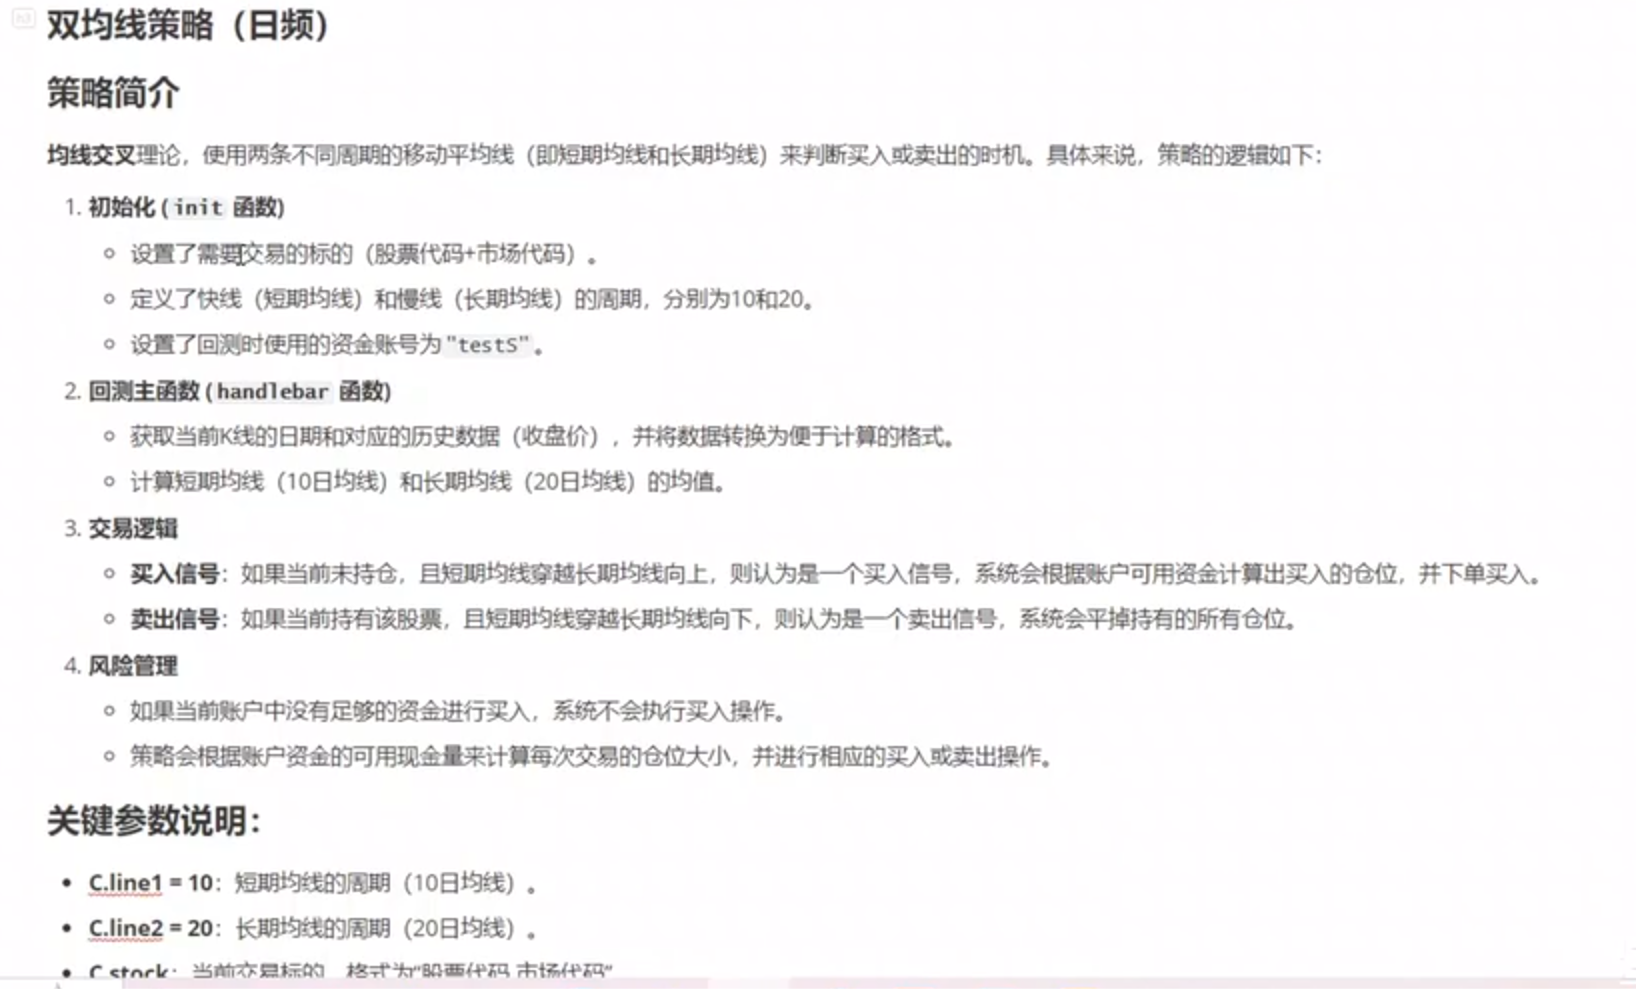 h3
双均线策略（日频）
策略简介
均线交叉理论，使用两条不同周期的移动平均线（即短期均线和长期均线）来判断买入或卖出的时机。具体来说，策略的逻辑如下：
1. 初始化 (init 函数)
设置了需要交易的标的（股票代码+市场代码）。
定义了快线（短期均线）和慢线（长期均线）的周期，分别为10和20。
设置了回测时使用的资金账号为"testS"。
2. 回测主函数 (handlebar 函数)
获取当前K线的日期和对应的历史数据（收盘价），并将数据转换为便于计算的格式。
计算短期均线（10日均线）和长期均线（20日均线）的均值。
3. 交易逻辑
买入信号：如果当前未持仓，且短期均线穿越长期均线向上，则认为是一个买入信号，系统会根据账户可用资金计算出买入的仓位，并下单买入。
卖出信号：如果当前持有该股票，且短期均线穿越长期均线向下，则认为是一个卖出信号，系统会平掉持有的所有仓位。
4. 风险管理
如果当前账户中没有足够的资金进行买入，系统不会执行买入操作。
策略会根据账户资金的可用现金量来计算每次交易的仓位大小，并进行相应的买入或卖出操作。
关键参数说明：
C.line1 = 10：短期均线的周期（10日均线）。
C.line2 = 20：长期均线的周期（20日均线）。
C.stock：当前交易标的，格式为“股票代码.市场代码”